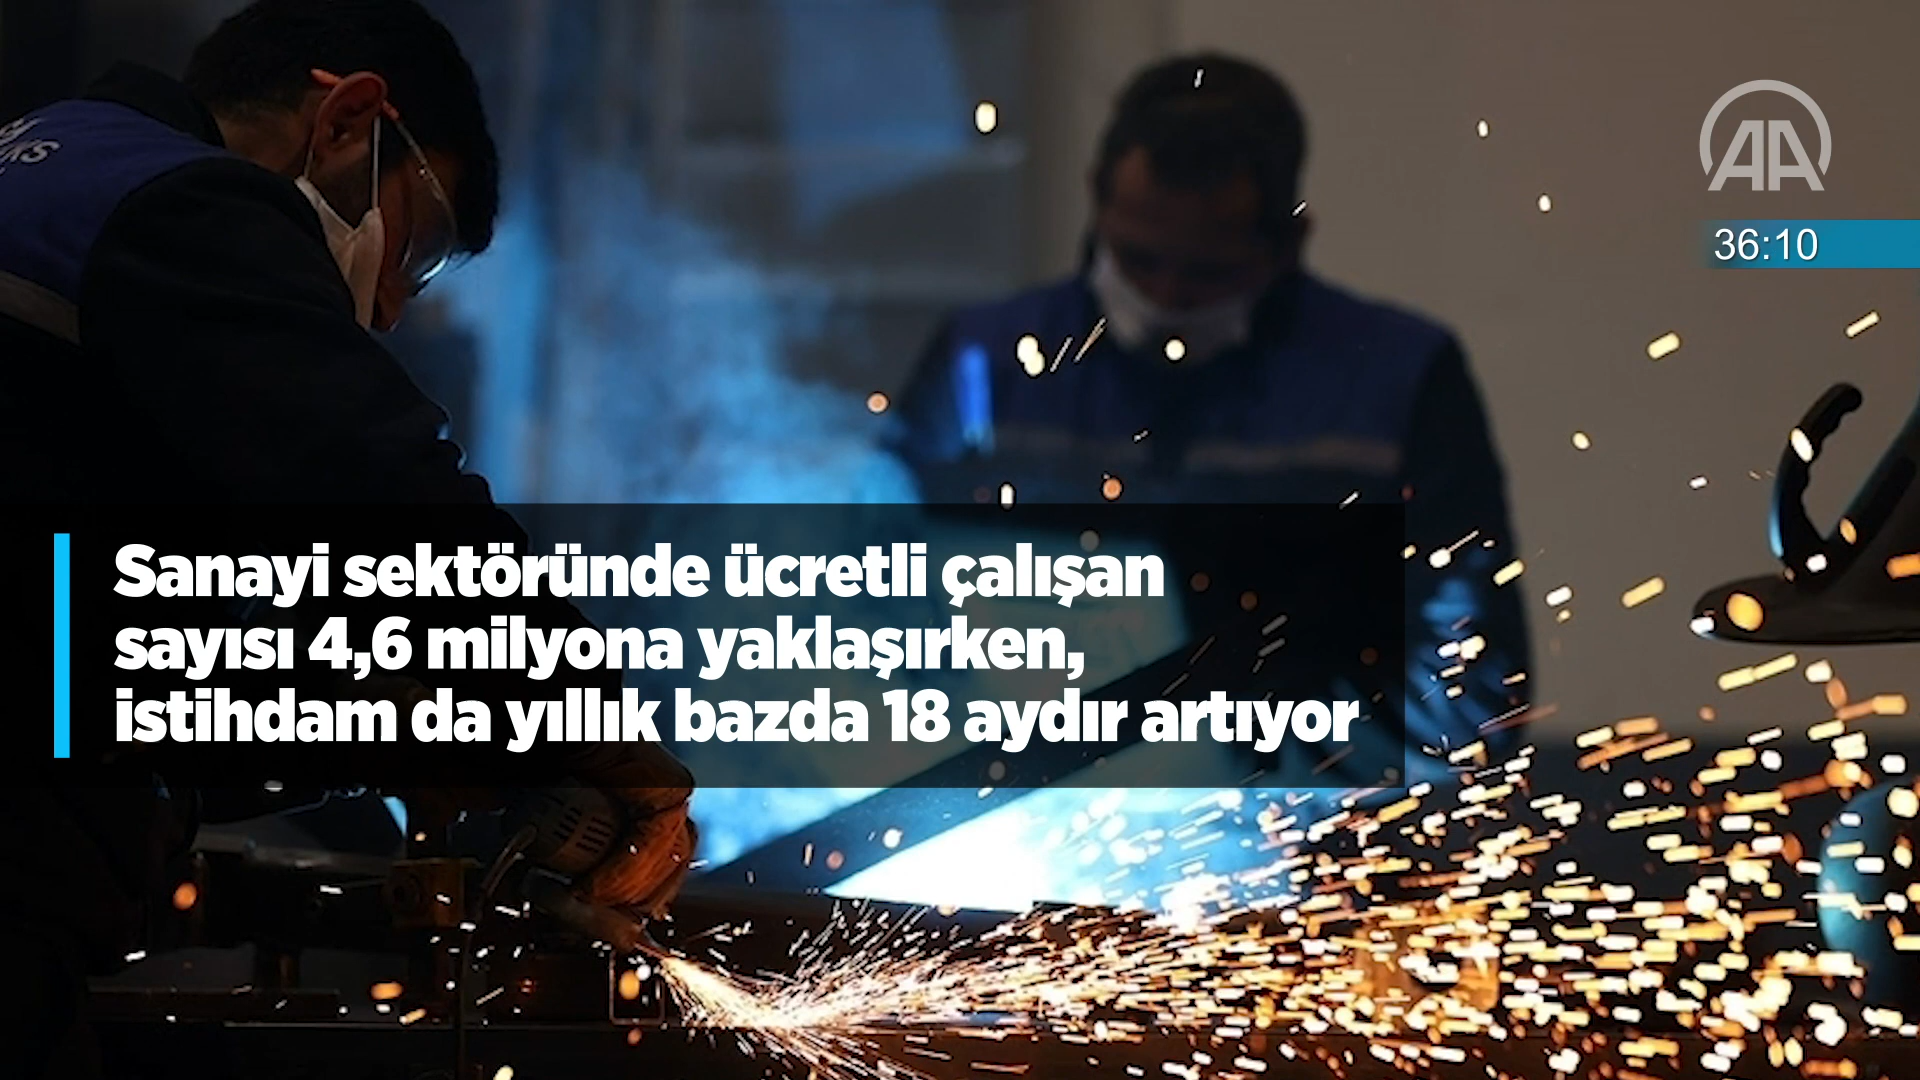 AA
36:10
Sanayi sektöründe ücretli çalışan
sayısı 4,6 milyona yaklaşırken,
istihdam da yıllık bazda 18 aydır artıyor